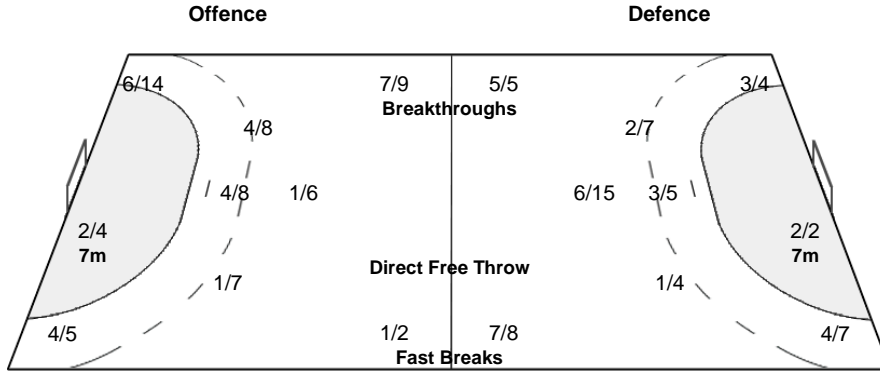 Offence Defence
6/14 7/9 5/5 3/4
Breakthroughs
4/8 2/7
4/8 1/6 6/15 3/5
2/4 2/2
7m 7m
Direct Free Throw
1/7 1/4
4/5 1/2 7/8 4/7
Fast Breaks